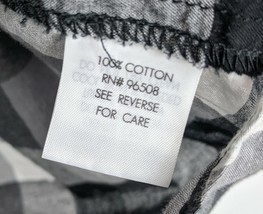 100% COTTON
RN# 96508
SEE REVERSE
FOR CARE